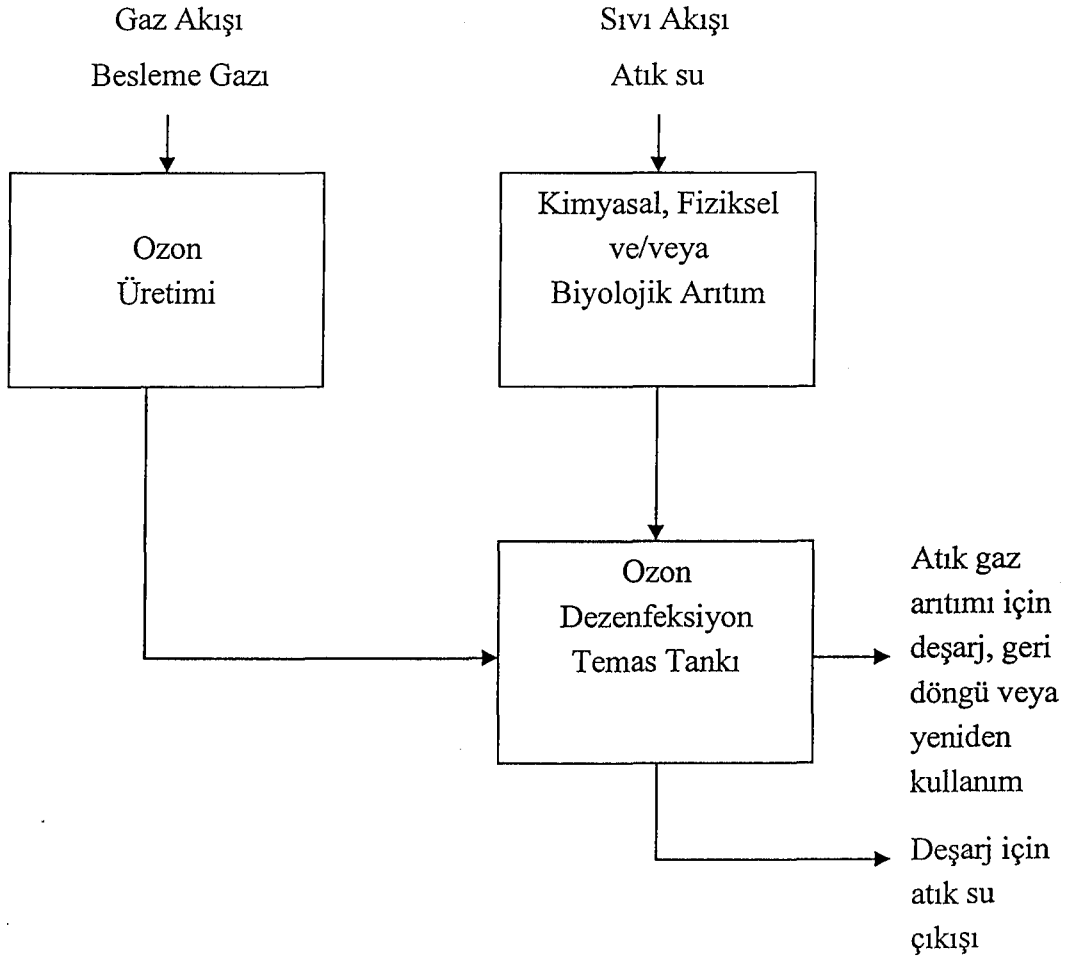 Gaz Akışı
Besleme Gazı
Sıvı Akışı
Atık su
Ozon
Üretimi
Kimyasal, Fiziksel
ve/veya
Biyolojik Arıtım
Ozon
Dezenfeksiyon
Temas Tankı
Atık gaz
arıtımı için
deşarj, geri
döngü veya
yeniden
kullanım
Deşarj için
atık su
çıkışı